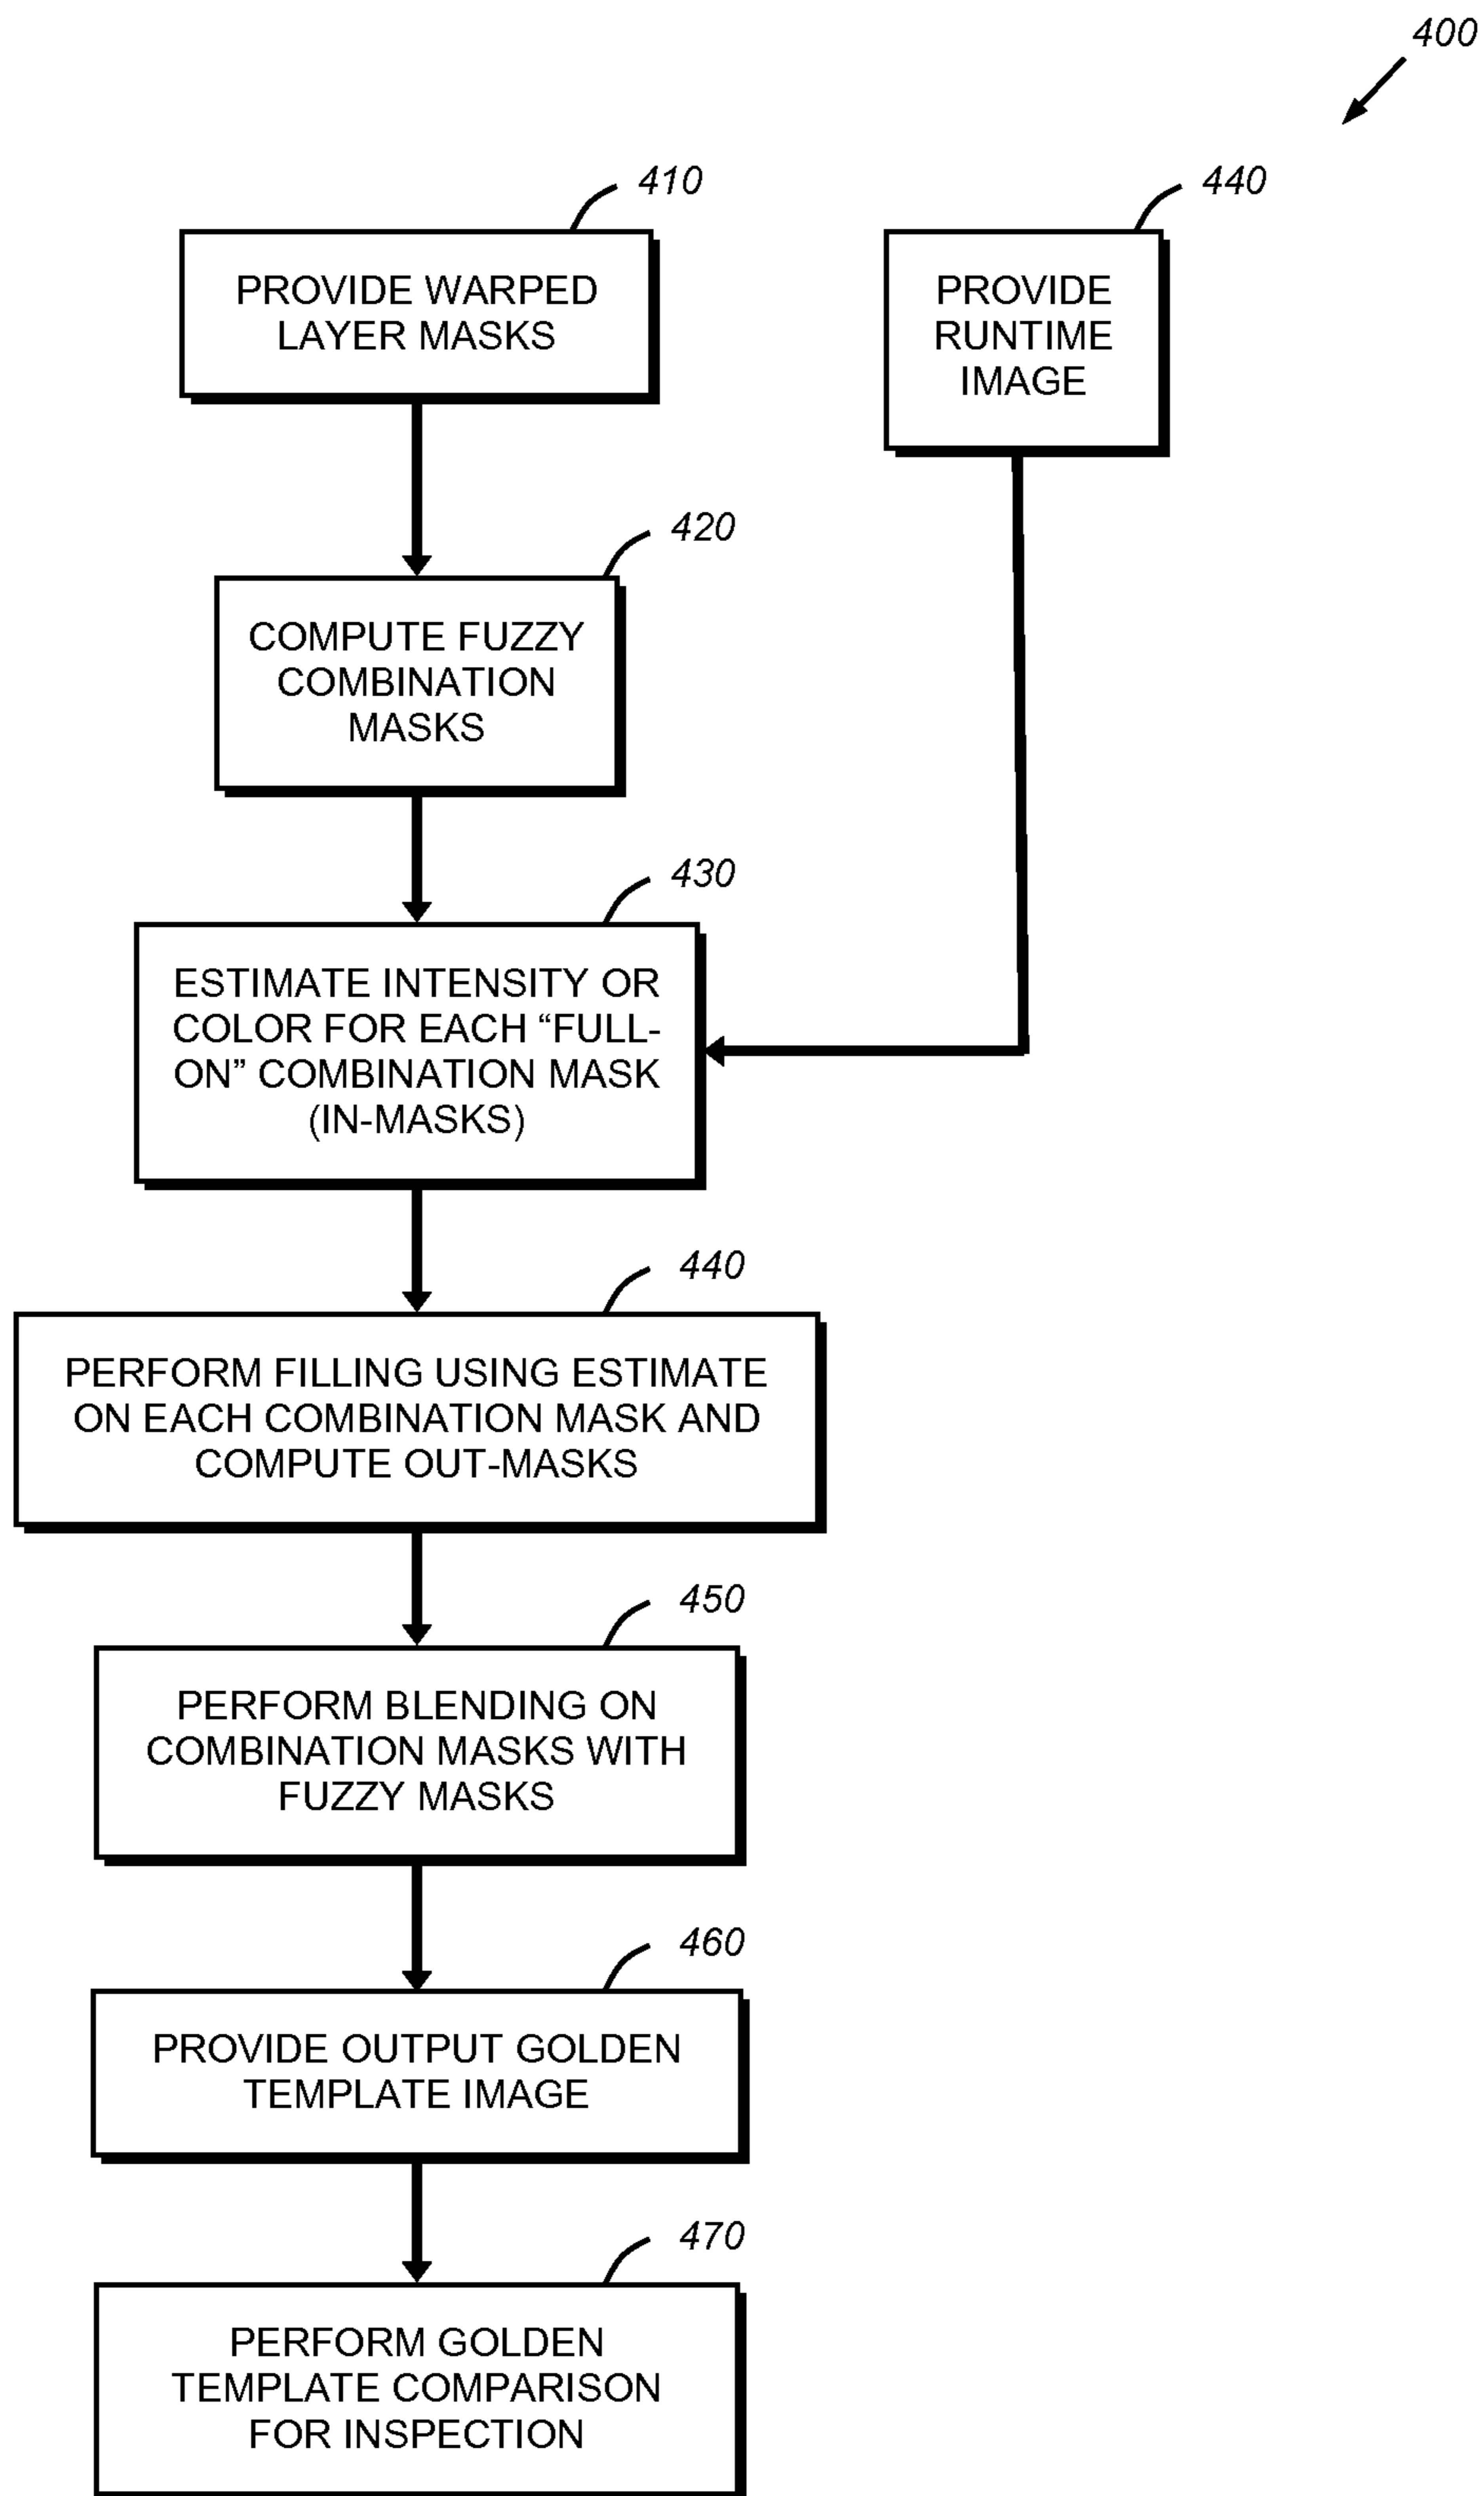 400
410
PROVIDE WARPED
LAYER MASKS
440
PROVIDE
RUNTIME
IMAGE
420
COMPUTE FUZZY
COMBINATION
MASKS
430
ESTIMATE INTENSITY OR
COLOR FOR EACH “FULL-
ON” COMBINATION MASK
(IN-MASKS)
440
PERFORM FILLING USING ESTIMATE
ON EACH COMBINATION MASK AND
COMPUTE OUT-MASKS
450
PERFORM BLENDING ON
COMBINATION MASKS WITH
FUZZY MASKS
460
PROVIDE OUTPUT GOLDEN
TEMPLATE IMAGE
470
PERFORM GOLDEN
TEMPLATE COMPARISON
FOR INSPECTION